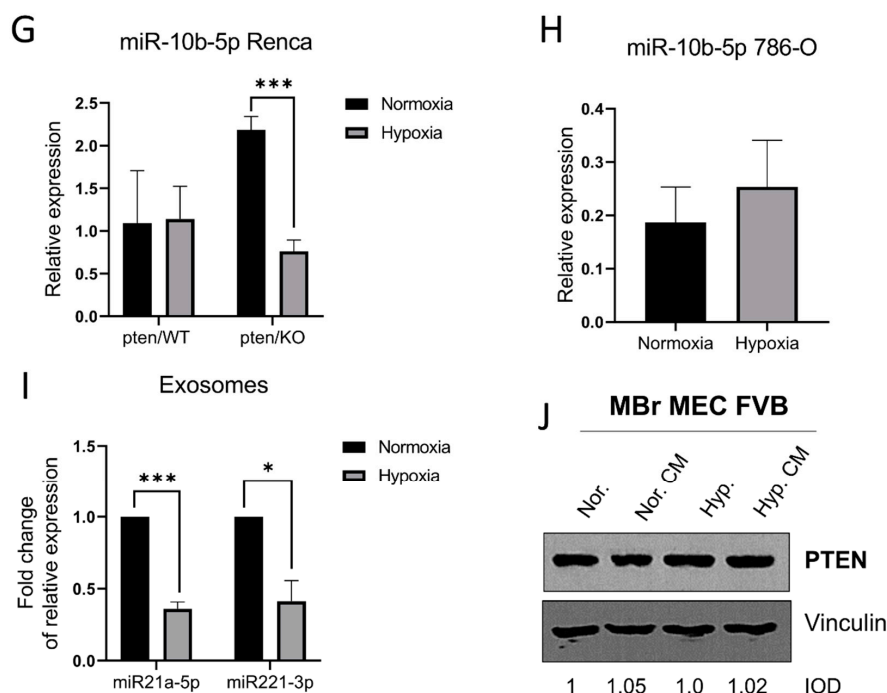 G
miR-10b-5p Renca
Relative expression
2.5
2.0
1.5
1.0
0.5
0.0
***
pten/WT
pten/KO
Normoxia
Hypoxia
H
miR-10b-5p 786-O
Relative expression
0.4
0.3
0.2
0.1
0.0
Normoxia
Hypoxia
I
Exosomes
Fold change
of relative expression
1.5
1.0
0.5
0.0
***
*
miR21a-5p
miR221-3p
Normoxia
Hypoxia
J
MBr MEC FVB
Nor.
Nor. CM
Hyp.
Hyp. CM
PTEN
Vinculin
1 1.05 1.0 1.02 IOD